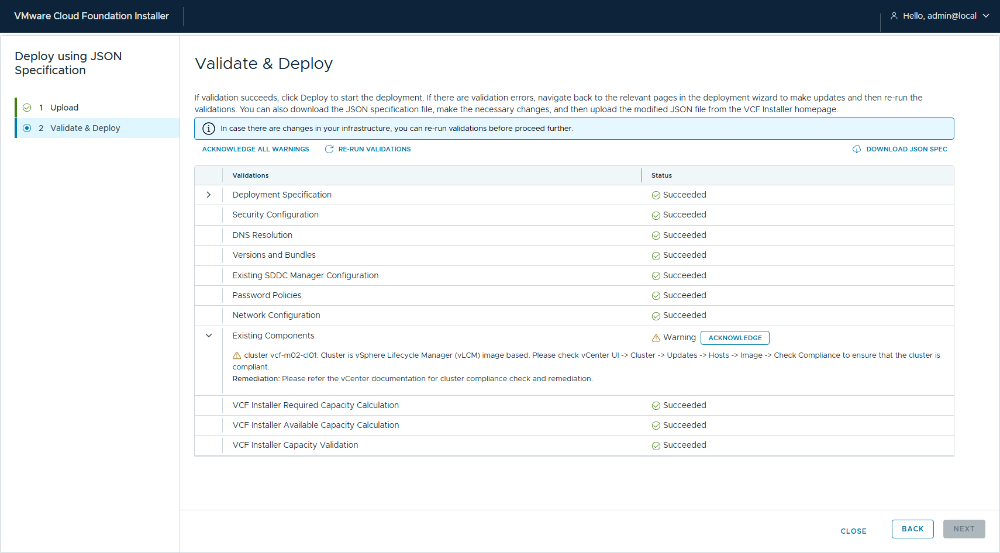 VMware Cloud Foundation Installer
Hello, admin@local
Deploy using JSON
Specification
1 Upload
2 Validate & Deploy
Validate & Deploy
If validation succeeds, click Deploy to start the deployment. If there are validation errors, navigate back to the relevant pages in the deployment wizard to make updates and then re-run the
validations. You can also download the JSON specification file, make the necessary changes, and then upload the modified JSON file from the VCF Installer homepage.
In case there are changes in your infrastructure, you can re-run validations before proceed further.
ACKNOWLEDGE ALL WARNINGS RE-RUN VALIDATIONS DOWNLOAD JSON SPEC
Validations Status
Deployment Specification Succeeded
Security Configuration Succeeded
DNS Resolution Succeeded
Versions and Bundles Succeeded
Existing SDDC Manager Configuration Succeeded
Password Policies Succeeded
Network Configuration Succeeded
Existing Components Warning ACKNOWLEDGE
cluster vcf-m02-cl01: Cluster is vSphere Lifecycle Manager (vLCM) image based. Please check vCenter UI -> Cluster -> Updates -> Hosts -> Image -> Check Compliance to ensure that the cluster is
compliant.
Remediation: Please refer the vCenter documentation for cluster compliance check and remediation.
VCF Installer Required Capacity Calculation Succeeded
VCF Installer Available Capacity Calculation Succeeded
VCF Installer Capacity Validation Succeeded
CLOSE BACK NEXT